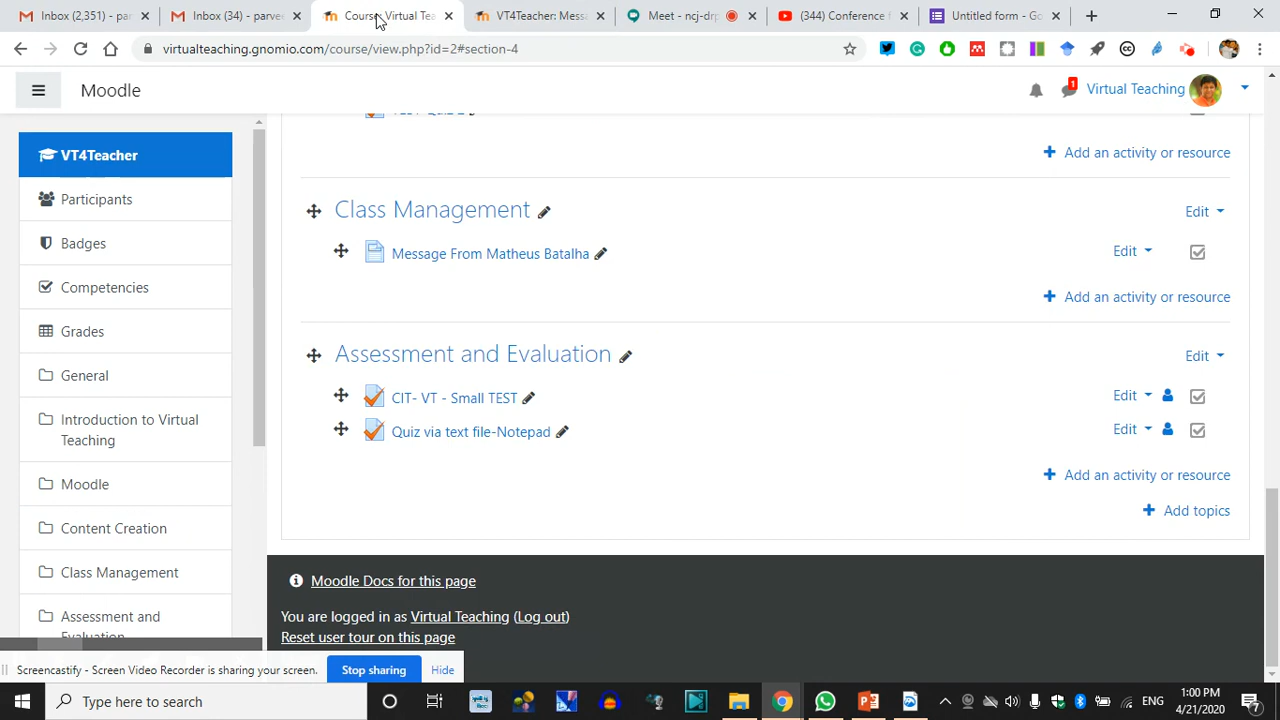 Inbox (2,351) - pa
Inbox (34) - parve
Course: Virtual Tea
VT4Teacher: Messa
Meet - ncj-drp
(344) Conference f
Untitled form - Go
virtualteaching.gnomio.com/course/view.php?id=2#section-4
Moodle
1
Virtual Teaching
VT4Teacher
Participants
Badges
Competencies
Grades
General
Introduction to Virtual
Teaching
Moodle
Content Creation
Class Management
Assessment and
Evaluation
Add an activity or resource
Class Management
Edit
Message From Matheus Batalha
Edit
Add an activity or resource
Assessment and Evaluation
Edit
CIT- VT - Small TEST
Edit
Quiz via text file-Notepad
Edit
Add an activity or resource
Add topics
Moodle Docs for this page
You are logged in as Virtual Teaching (Log out)
Reset user tour on this page
Screencastify - Screen Video Recorder is sharing your screen.
Stop sharing
Hide
Type here to search
ENG
1:00 PM
4/21/2020
7